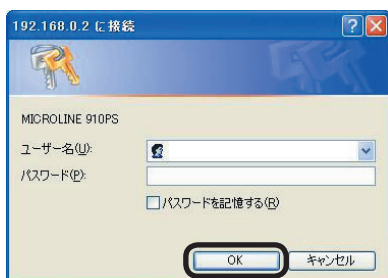 192.168.0.2 に接続
MICROLINE 910PS
ユーザー名(U):
パスワード(P):
パスワードを記憶する(R)
OK
キャンセル